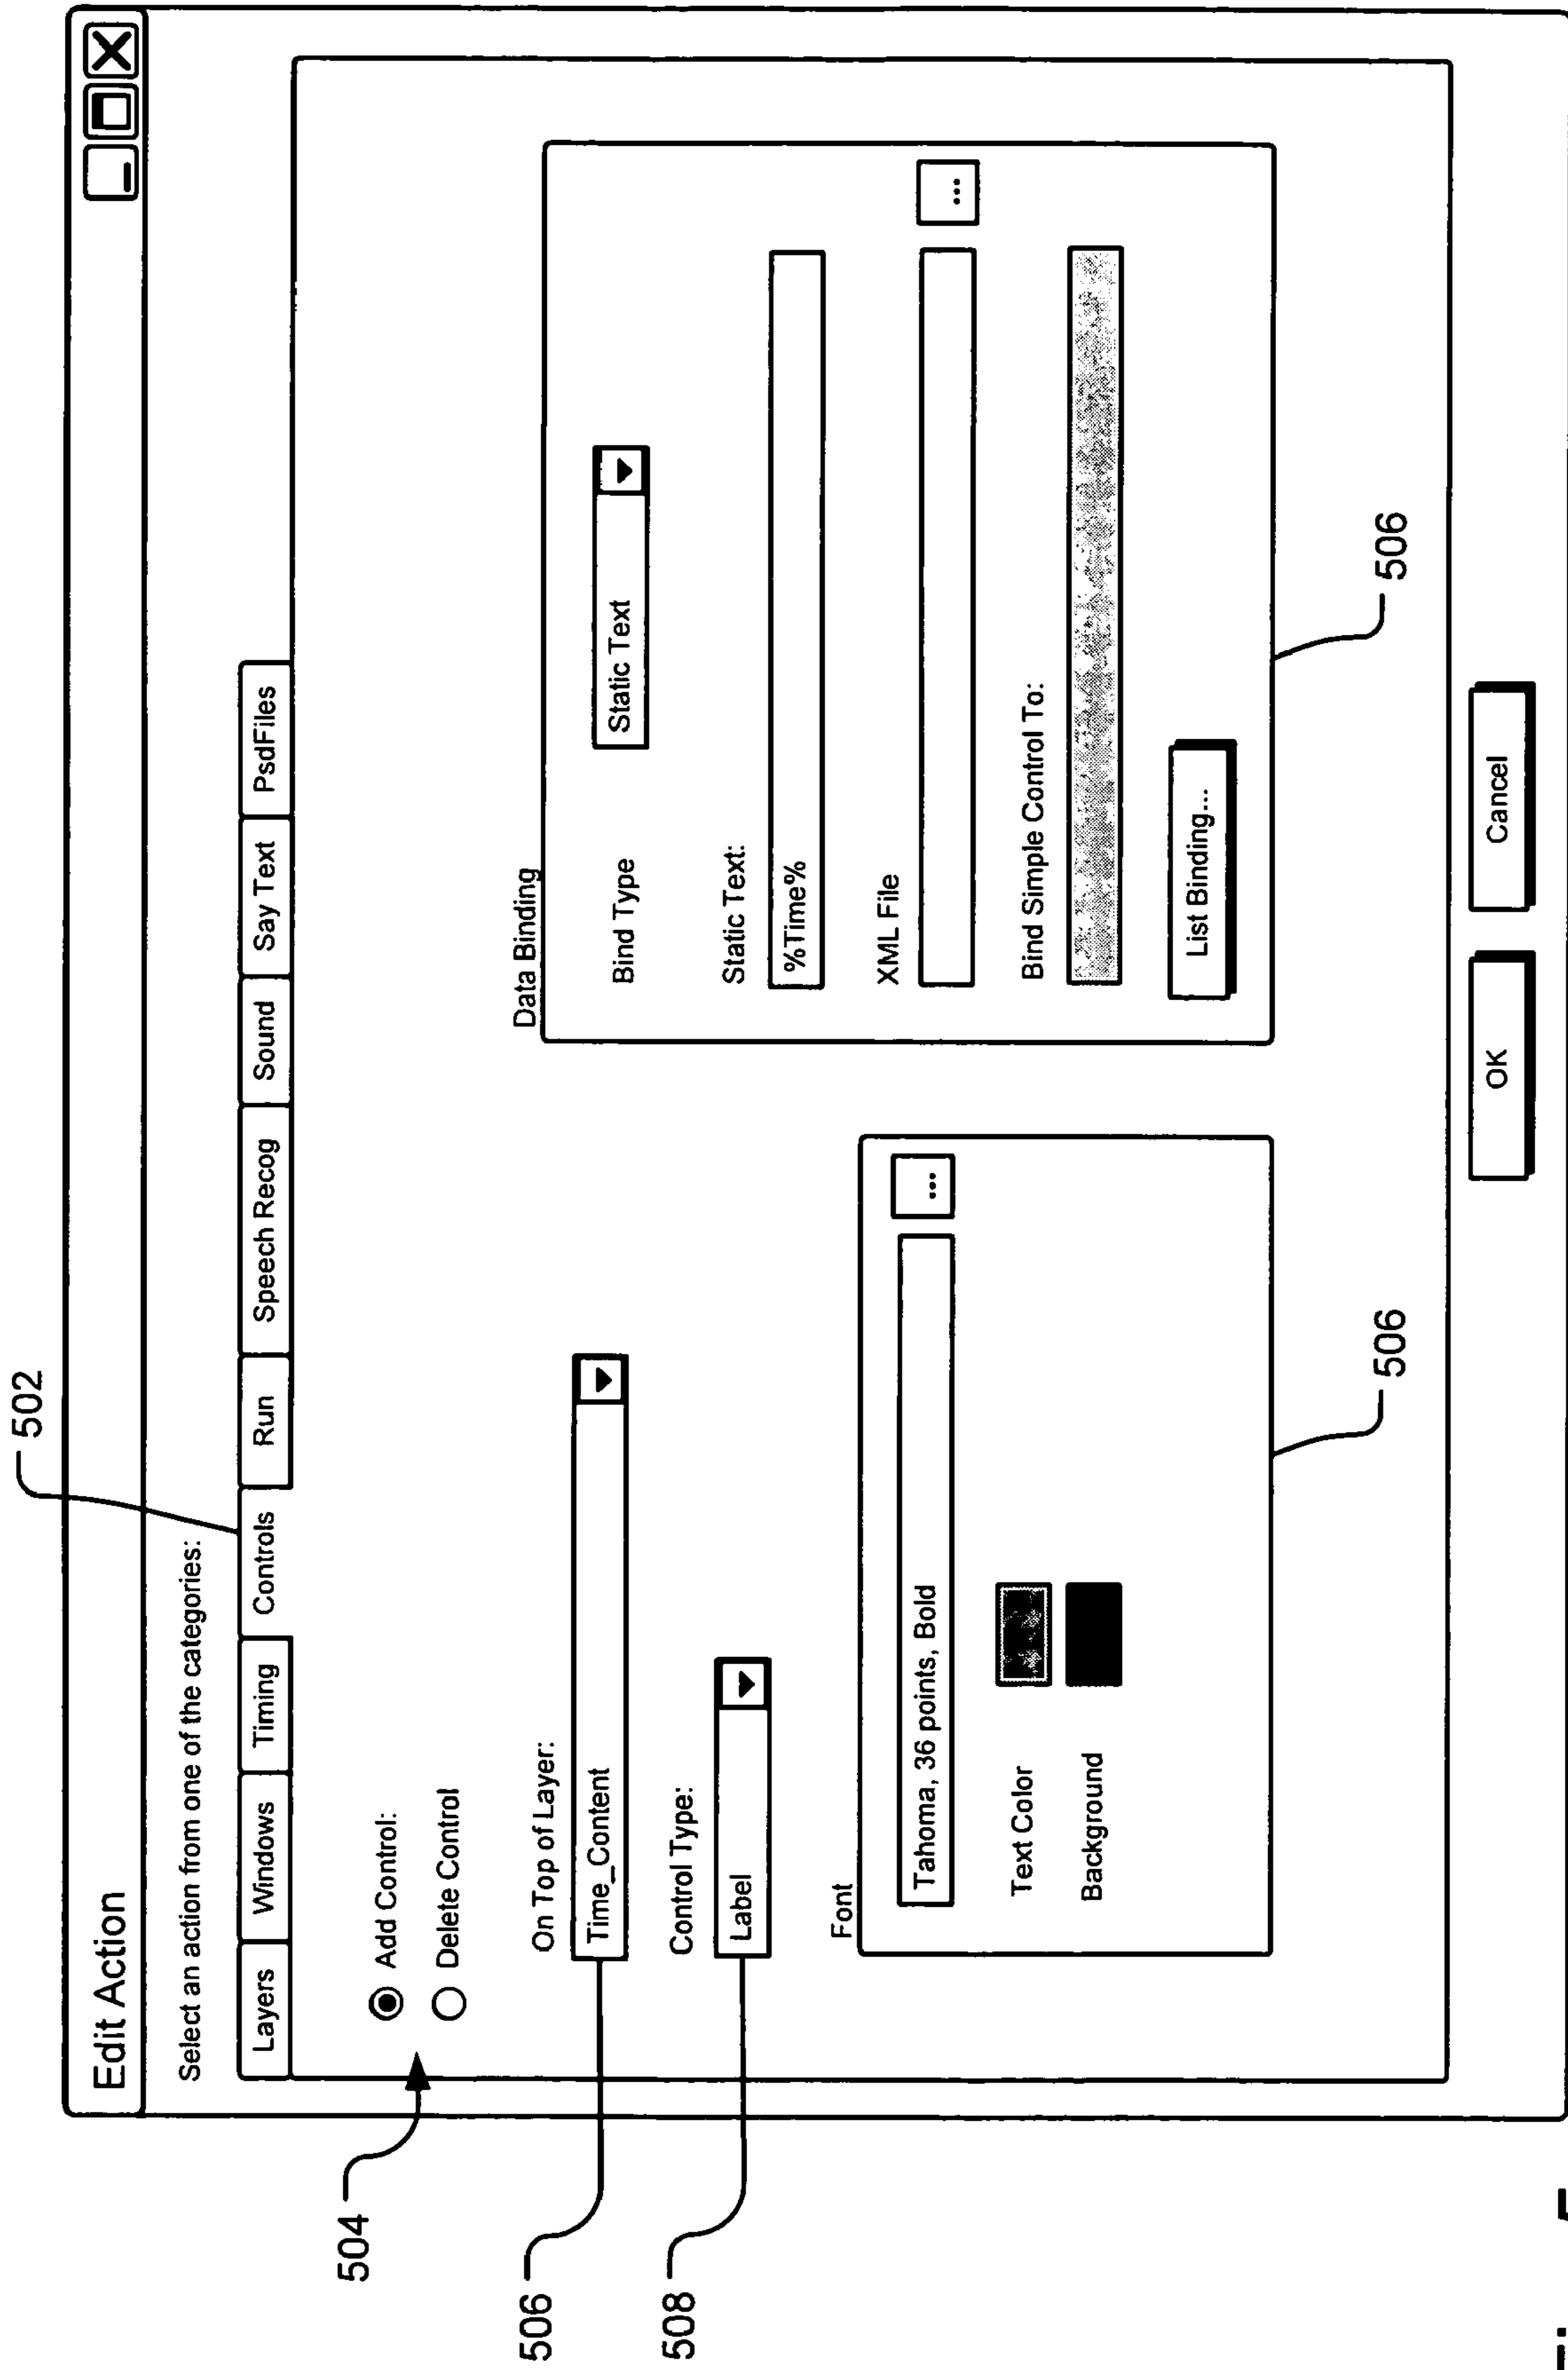 502
Edit Action
Select an action from one of the categories:
Layers Windows Timing Controls Run Speech Recog Sound Say Text PsdFiles
504
Add Control:
Delete Control
On Top of Layer:
506
Time_Content
Control Type:
508
Label
Font
Tahoma, 36 points, Bold
...
Text Color
Background
506
Data Binding
Bind Type
Static Text
Static Text:
%Time%
XML File
...
Bind Simple Control To:
List Binding...
506
OK
Cancel